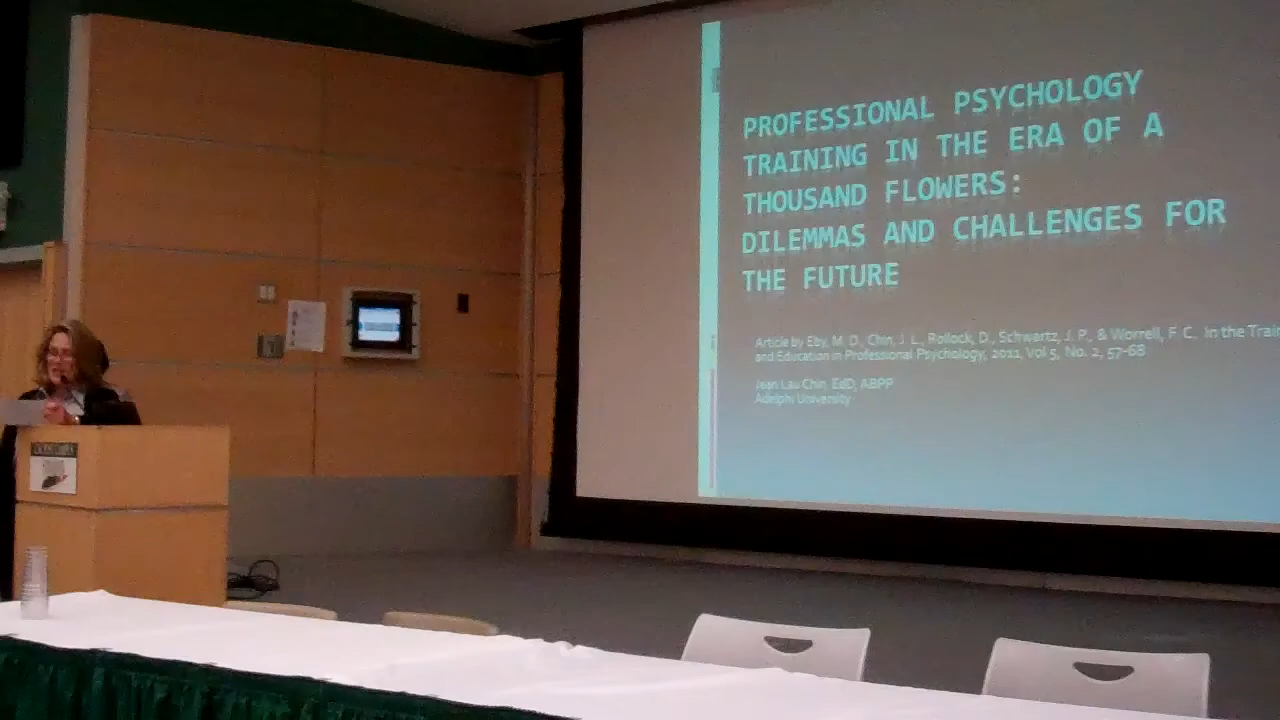 PROFESSIONAL PSYCHOLOGY
TRAINING IN THE ERA OF A
THOUSAND FLOWERS:
DILEMMAS AND CHALLENGES FOR
THE FUTURE
Article by Eby, M. D., Chin, J. L., Rollock, D., Schwartz, J. P., & Worrell, F. C. In the Train
and Education in Professional Psychology, 2011, Vol 5, No. 2, 57-68
Jean Lau Chin, EdD, ABPP
Adelphi University